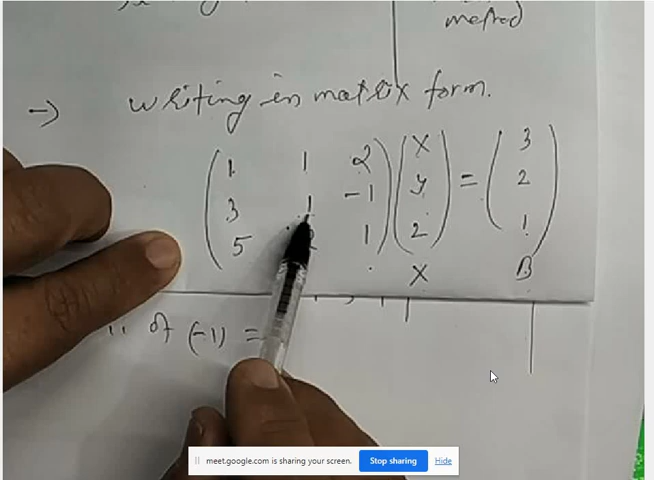 method
→ writing in matrix form.
( 1 1 2 ) ( x ) = ( 3 )
( 3 1 -1 ) ( y ) ( 2 )
( 5 1 ) ( z ) ( 1 )
X B
of (-1) =
meet.google.com is sharing your screen. Stop sharing Hide